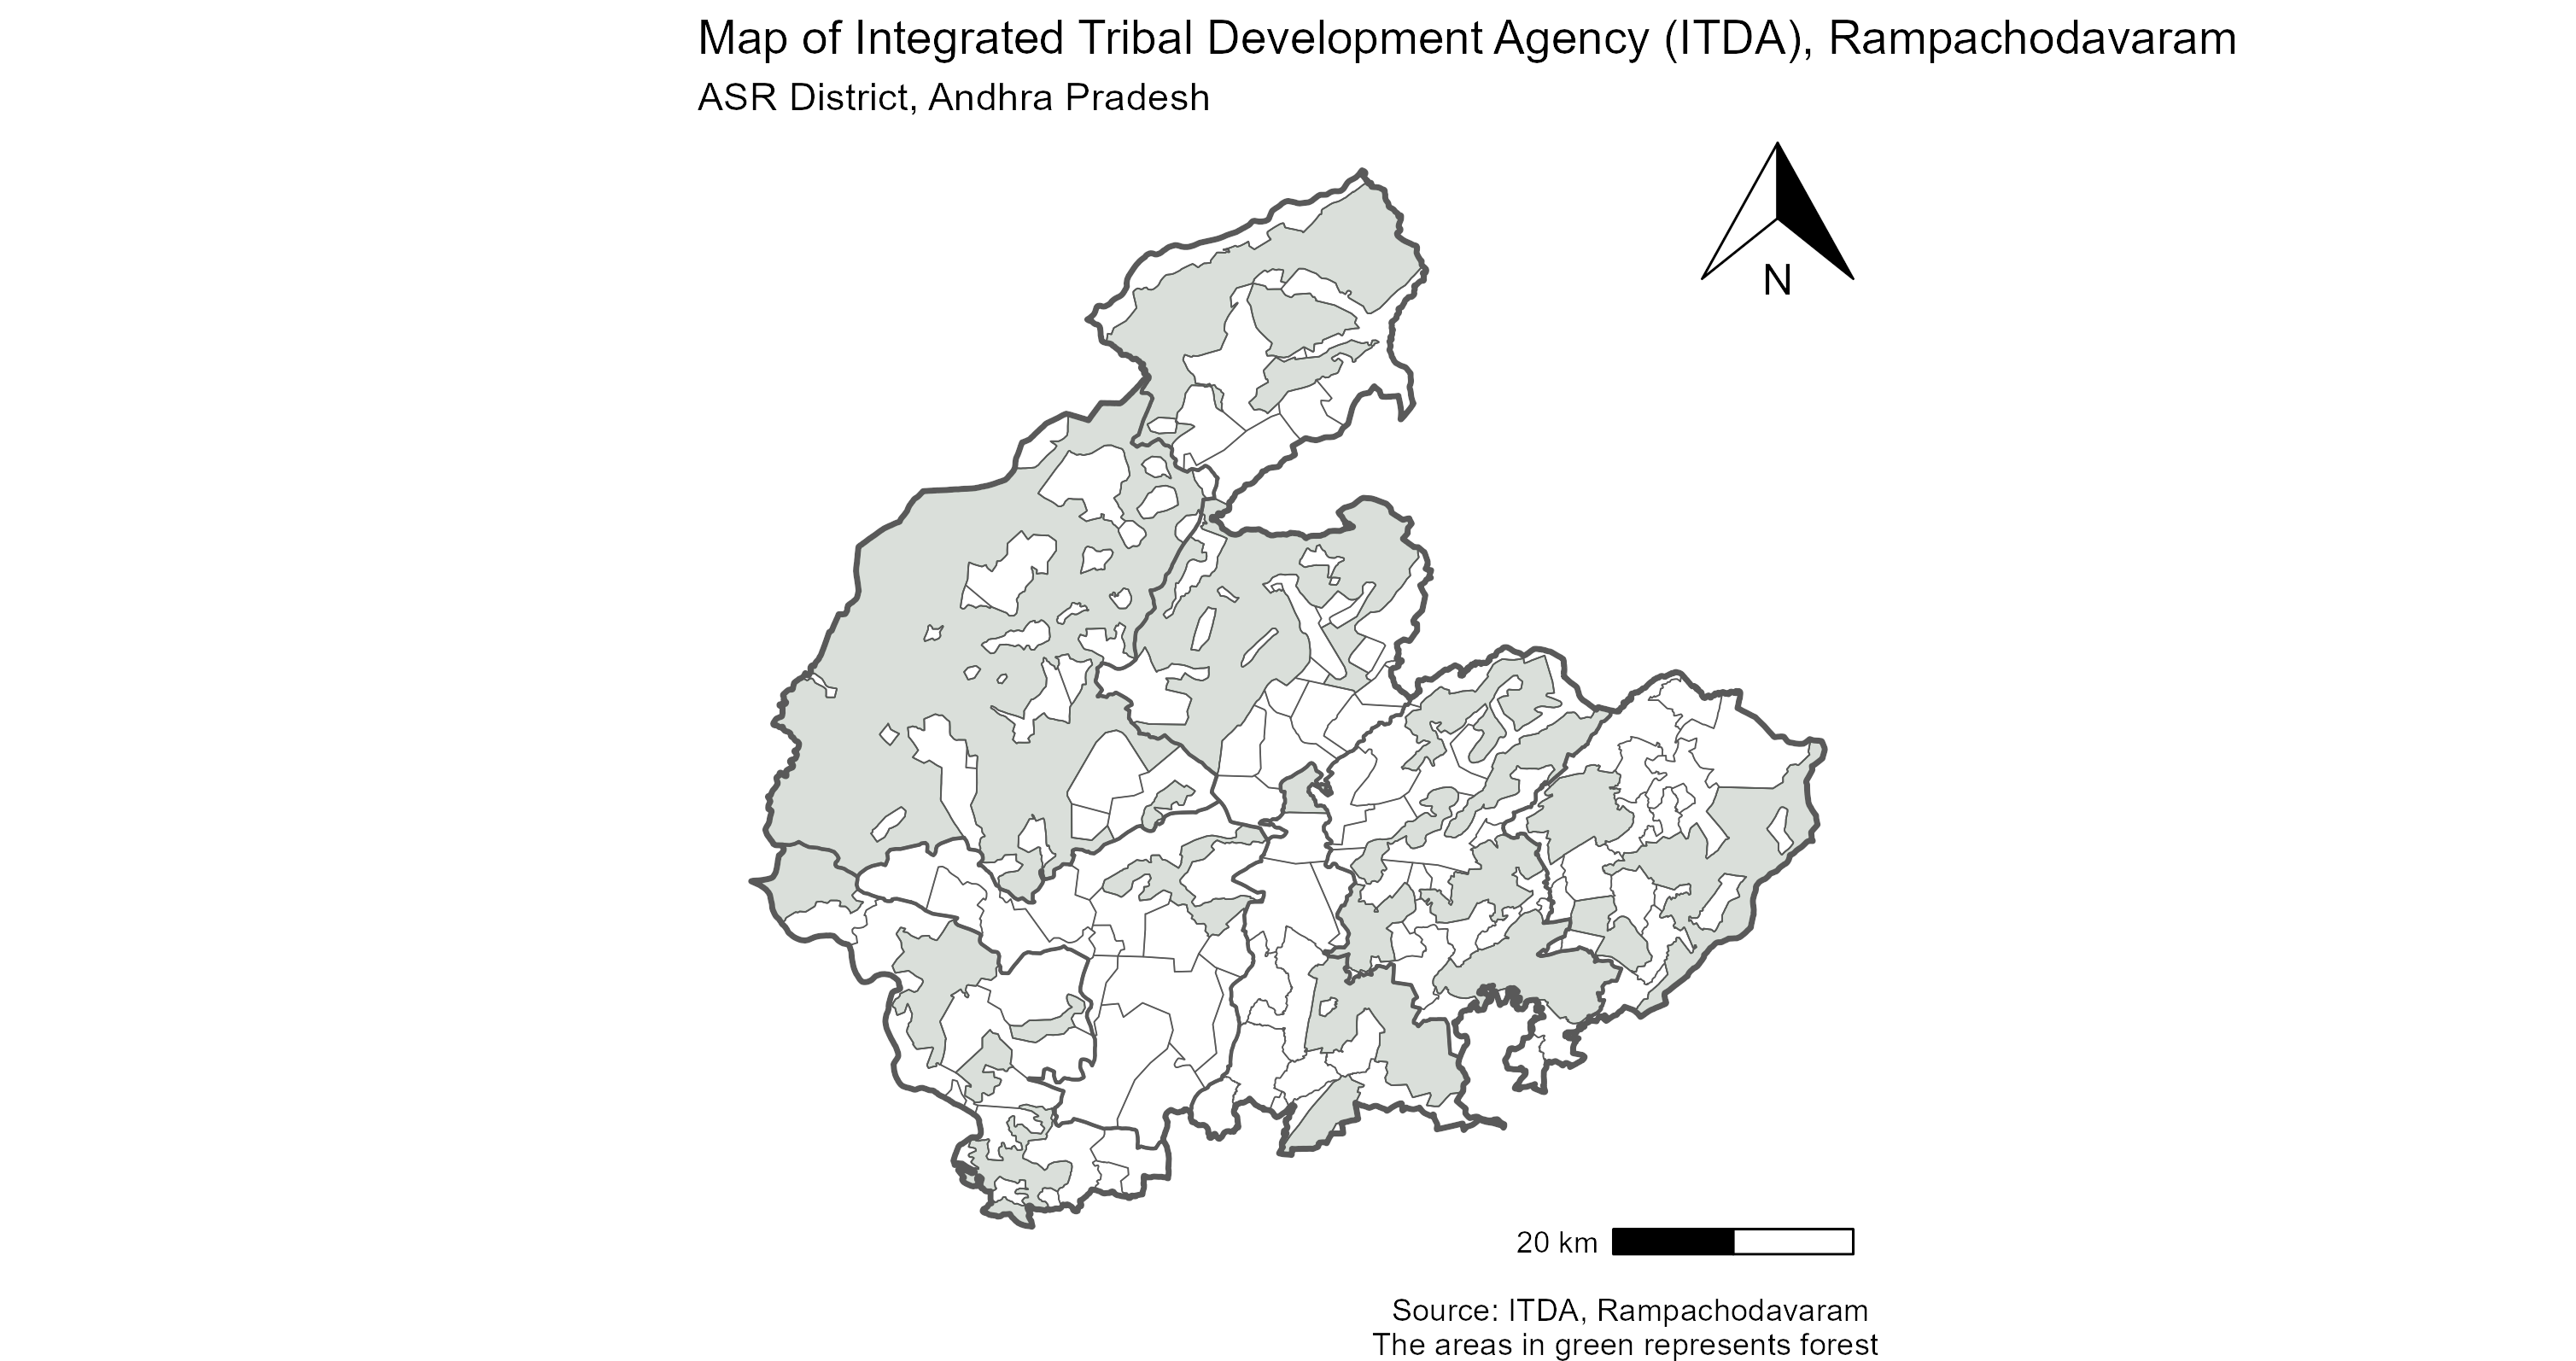 Map of Integrated Tribal Development Agency (ITDA), Rampachodavaram
ASR District, Andhra Pradesh
N
20 km
Source: ITDA, Rampachodavaram
The areas in green represents forest